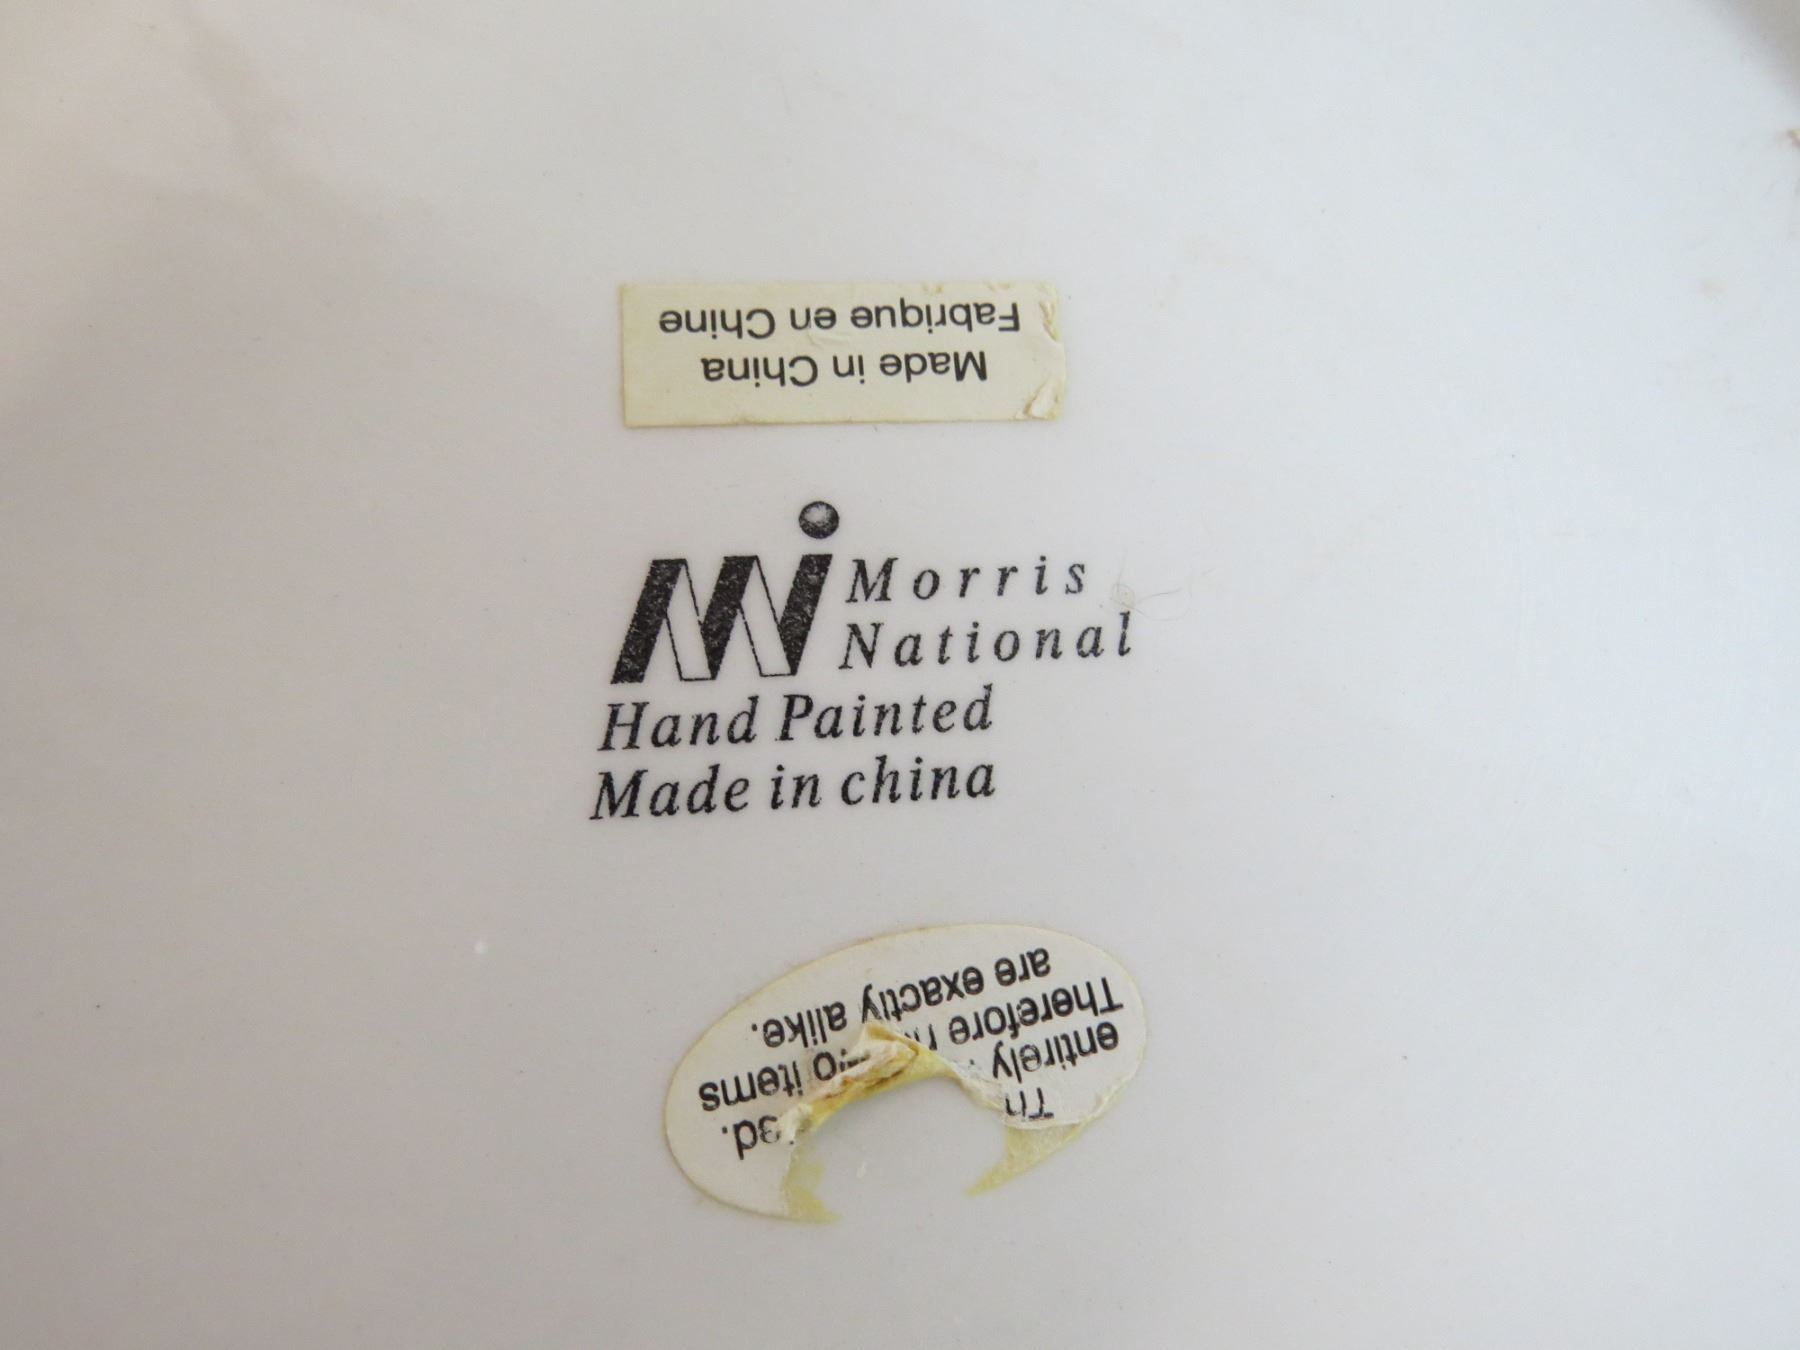 Made in China
Fabrique en Chine
Morris
National
Hand Painted
Made in china
entirely
Therefore items
are exactly alike.